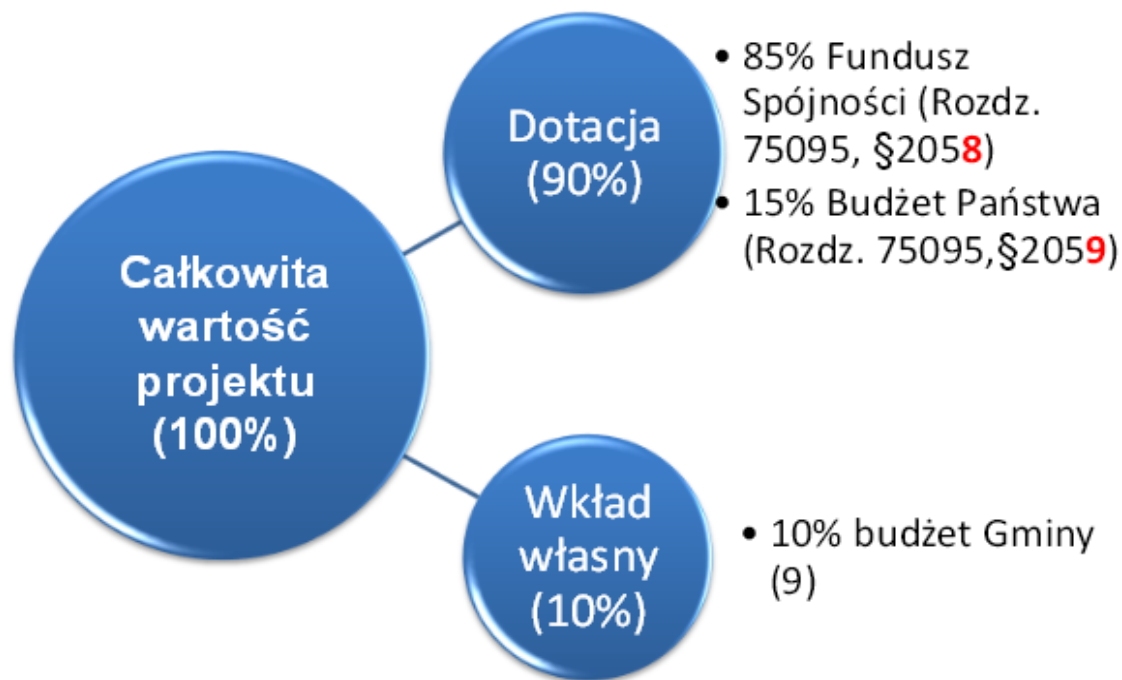 Całkowita
wartość
projektu
(100%)
Dotacja
(90%)
• 85% Fundusz
Spójności (Rozdz.
75095, §2058)
• 15% Budżet Państwa
(Rozdz. 75095,§2059)
Wkład
własny
(10%)
• 10% budżet Gminy
(9)